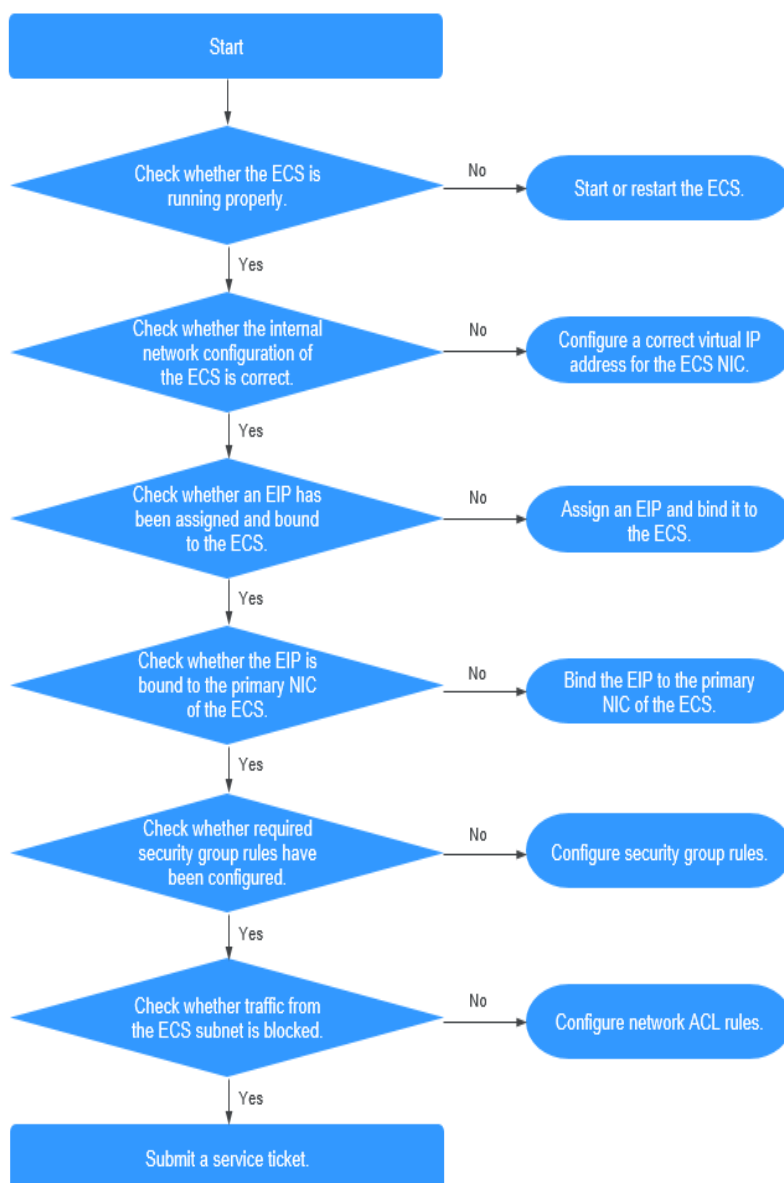 Start
Check whether the ECS is
running properly.
No
Start or restart the ECS.
Yes
Check whether the internal
network configuration of
the ECS is correct.
No
Configure a correct virtual IP
address for the ECS NIC.
Yes
Check whether an EIP has
been assigned and bound
to the ECS.
No
Assign an EIP and bind it to
the ECS.
Yes
Check whether the EIP is
bound to the primary NIC
of the ECS.
No
Bind the EIP to the primary
NIC of the ECS.
Yes
Check whether required
security group rules have
been configured.
No
Configure security group rules.
Yes
Check whether traffic from
the ECS subnet is blocked.
No
Configure network ACL rules.
Yes
Submit a service ticket.